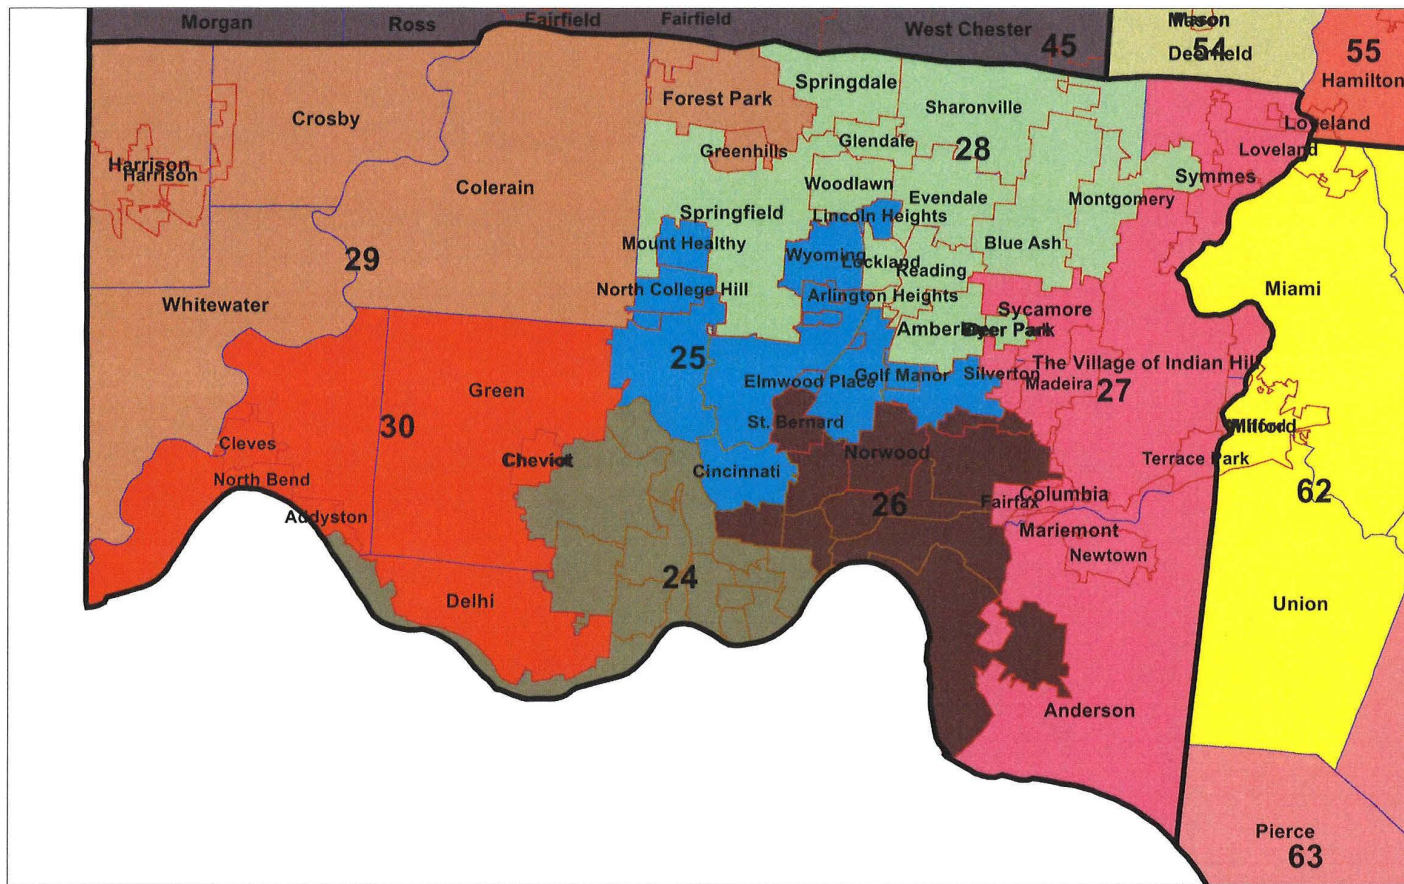 Morgan
Ross
Fairfield
Fairfield
West Chester
45
Mason
54
Deerfield
55
Hamilton
Springdale
Forest Park
Sharonville
Crosby
Loveland
Glendale
28
Greenhills
Loveland
Harrison
Harrison
Colerain
Woodlawn
Symmes
Evendale
Montgomery
Springfield
Lincoln Heights
Mount Healthy
Blue Ash
Wyoming
Lockland
29
Reading
North College Hill
Arlington Heights
Miami
Whitewater
Sycamore
Amberley
Deer Park
25
The Village of Indian Hill
Elmwood Place
Golf Manor
Silverton
Madeira
27
Green
St. Bernard
30
Milford
Cleves
Norwood
Cheviot
Terrace Park
Cincinnati
North Bend
62
Columbia
Fairfax
26
Addyston
Mariemont
Newtown
24
Delhi
Union
Anderson
Pierce
63